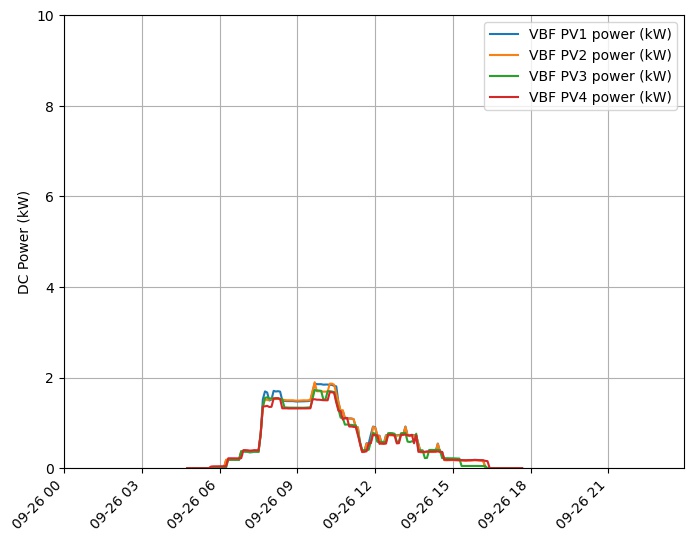 VBF PV1 power (kW)
VBF PV2 power (kW)
VBF PV3 power (kW)
VBF PV4 power (kW)
DC Power (kW)
10
8
6
4
2
0
09-26 00
09-26 03
09-26 06
09-26 09
09-26 12
09-26 15
09-26 18
09-26 21